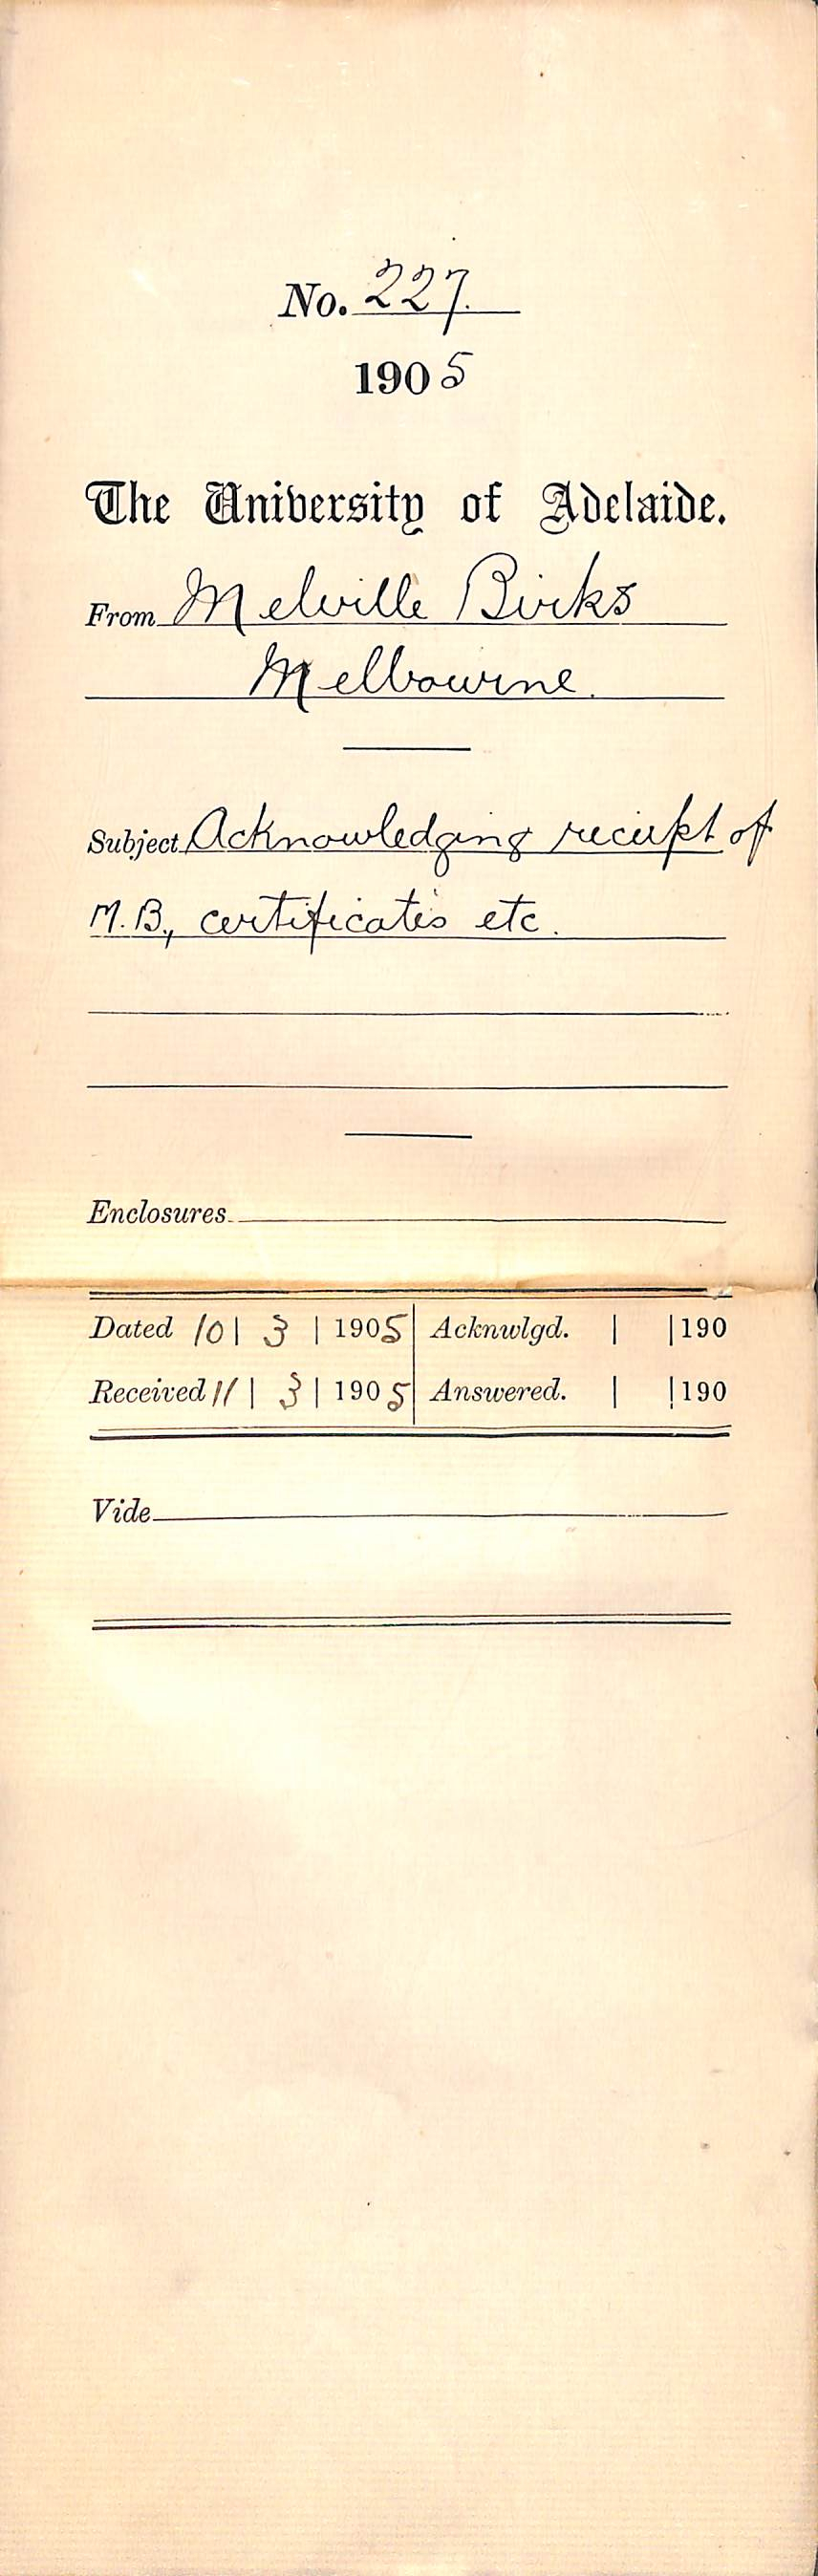 No. 227.
1905
The University of Adelaide.
From Melville Birks
Melbourne.
Subject Acknowledging receipt of
M.B., certificates etc.
Enclosures
Dated 10 | 3 | 1905 Acknwlgd. | | 190
Received 11 | 3 | 1905 Answered. | | 190
Vide